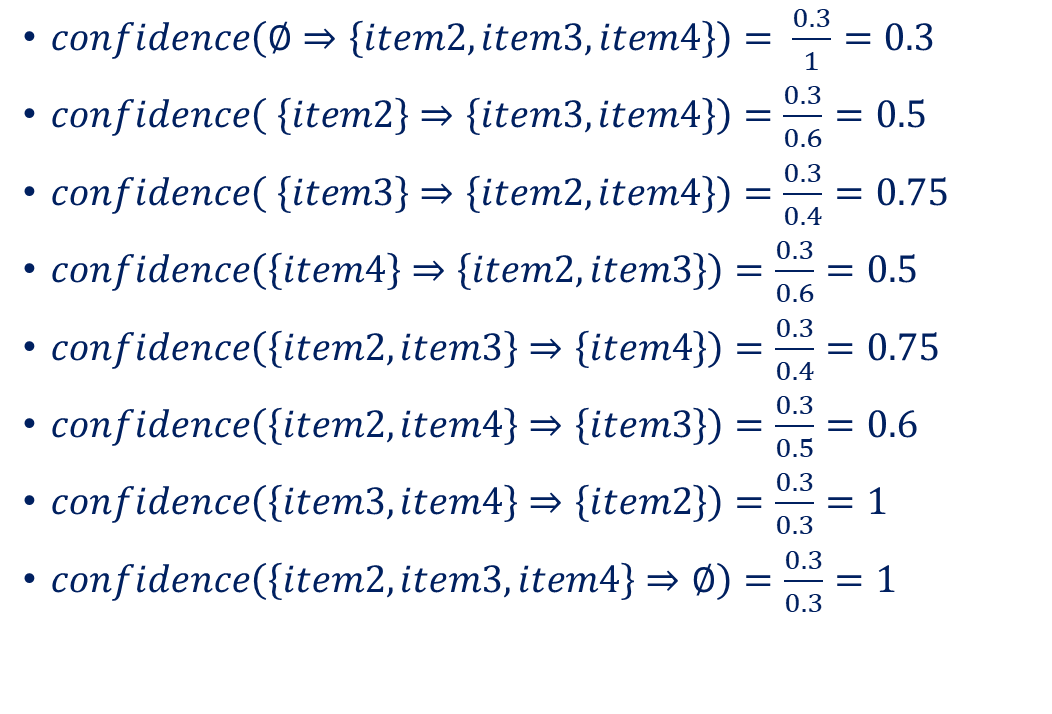 • confidence(∅ ⇒ {item2, item3, item4}) = 0.3/1 = 0.3
• confidence( {item2} ⇒ {item3, item4}) = 0.3/0.6 = 0.5
• confidence( {item3} ⇒ {item2, item4}) = 0.3/0.4 = 0.75
• confidence({item4} ⇒ {item2, item3}) = 0.3/0.6 = 0.5
• confidence({item2, item3} ⇒ {item4}) = 0.3/0.4 = 0.75
• confidence({item2, item4} ⇒ {item3}) = 0.3/0.5 = 0.6
• confidence({item3, item4} ⇒ {item2}) = 0.3/0.3 = 1
• confidence({item2, item3, item4} ⇒ ∅) = 0.3/0.3 = 1